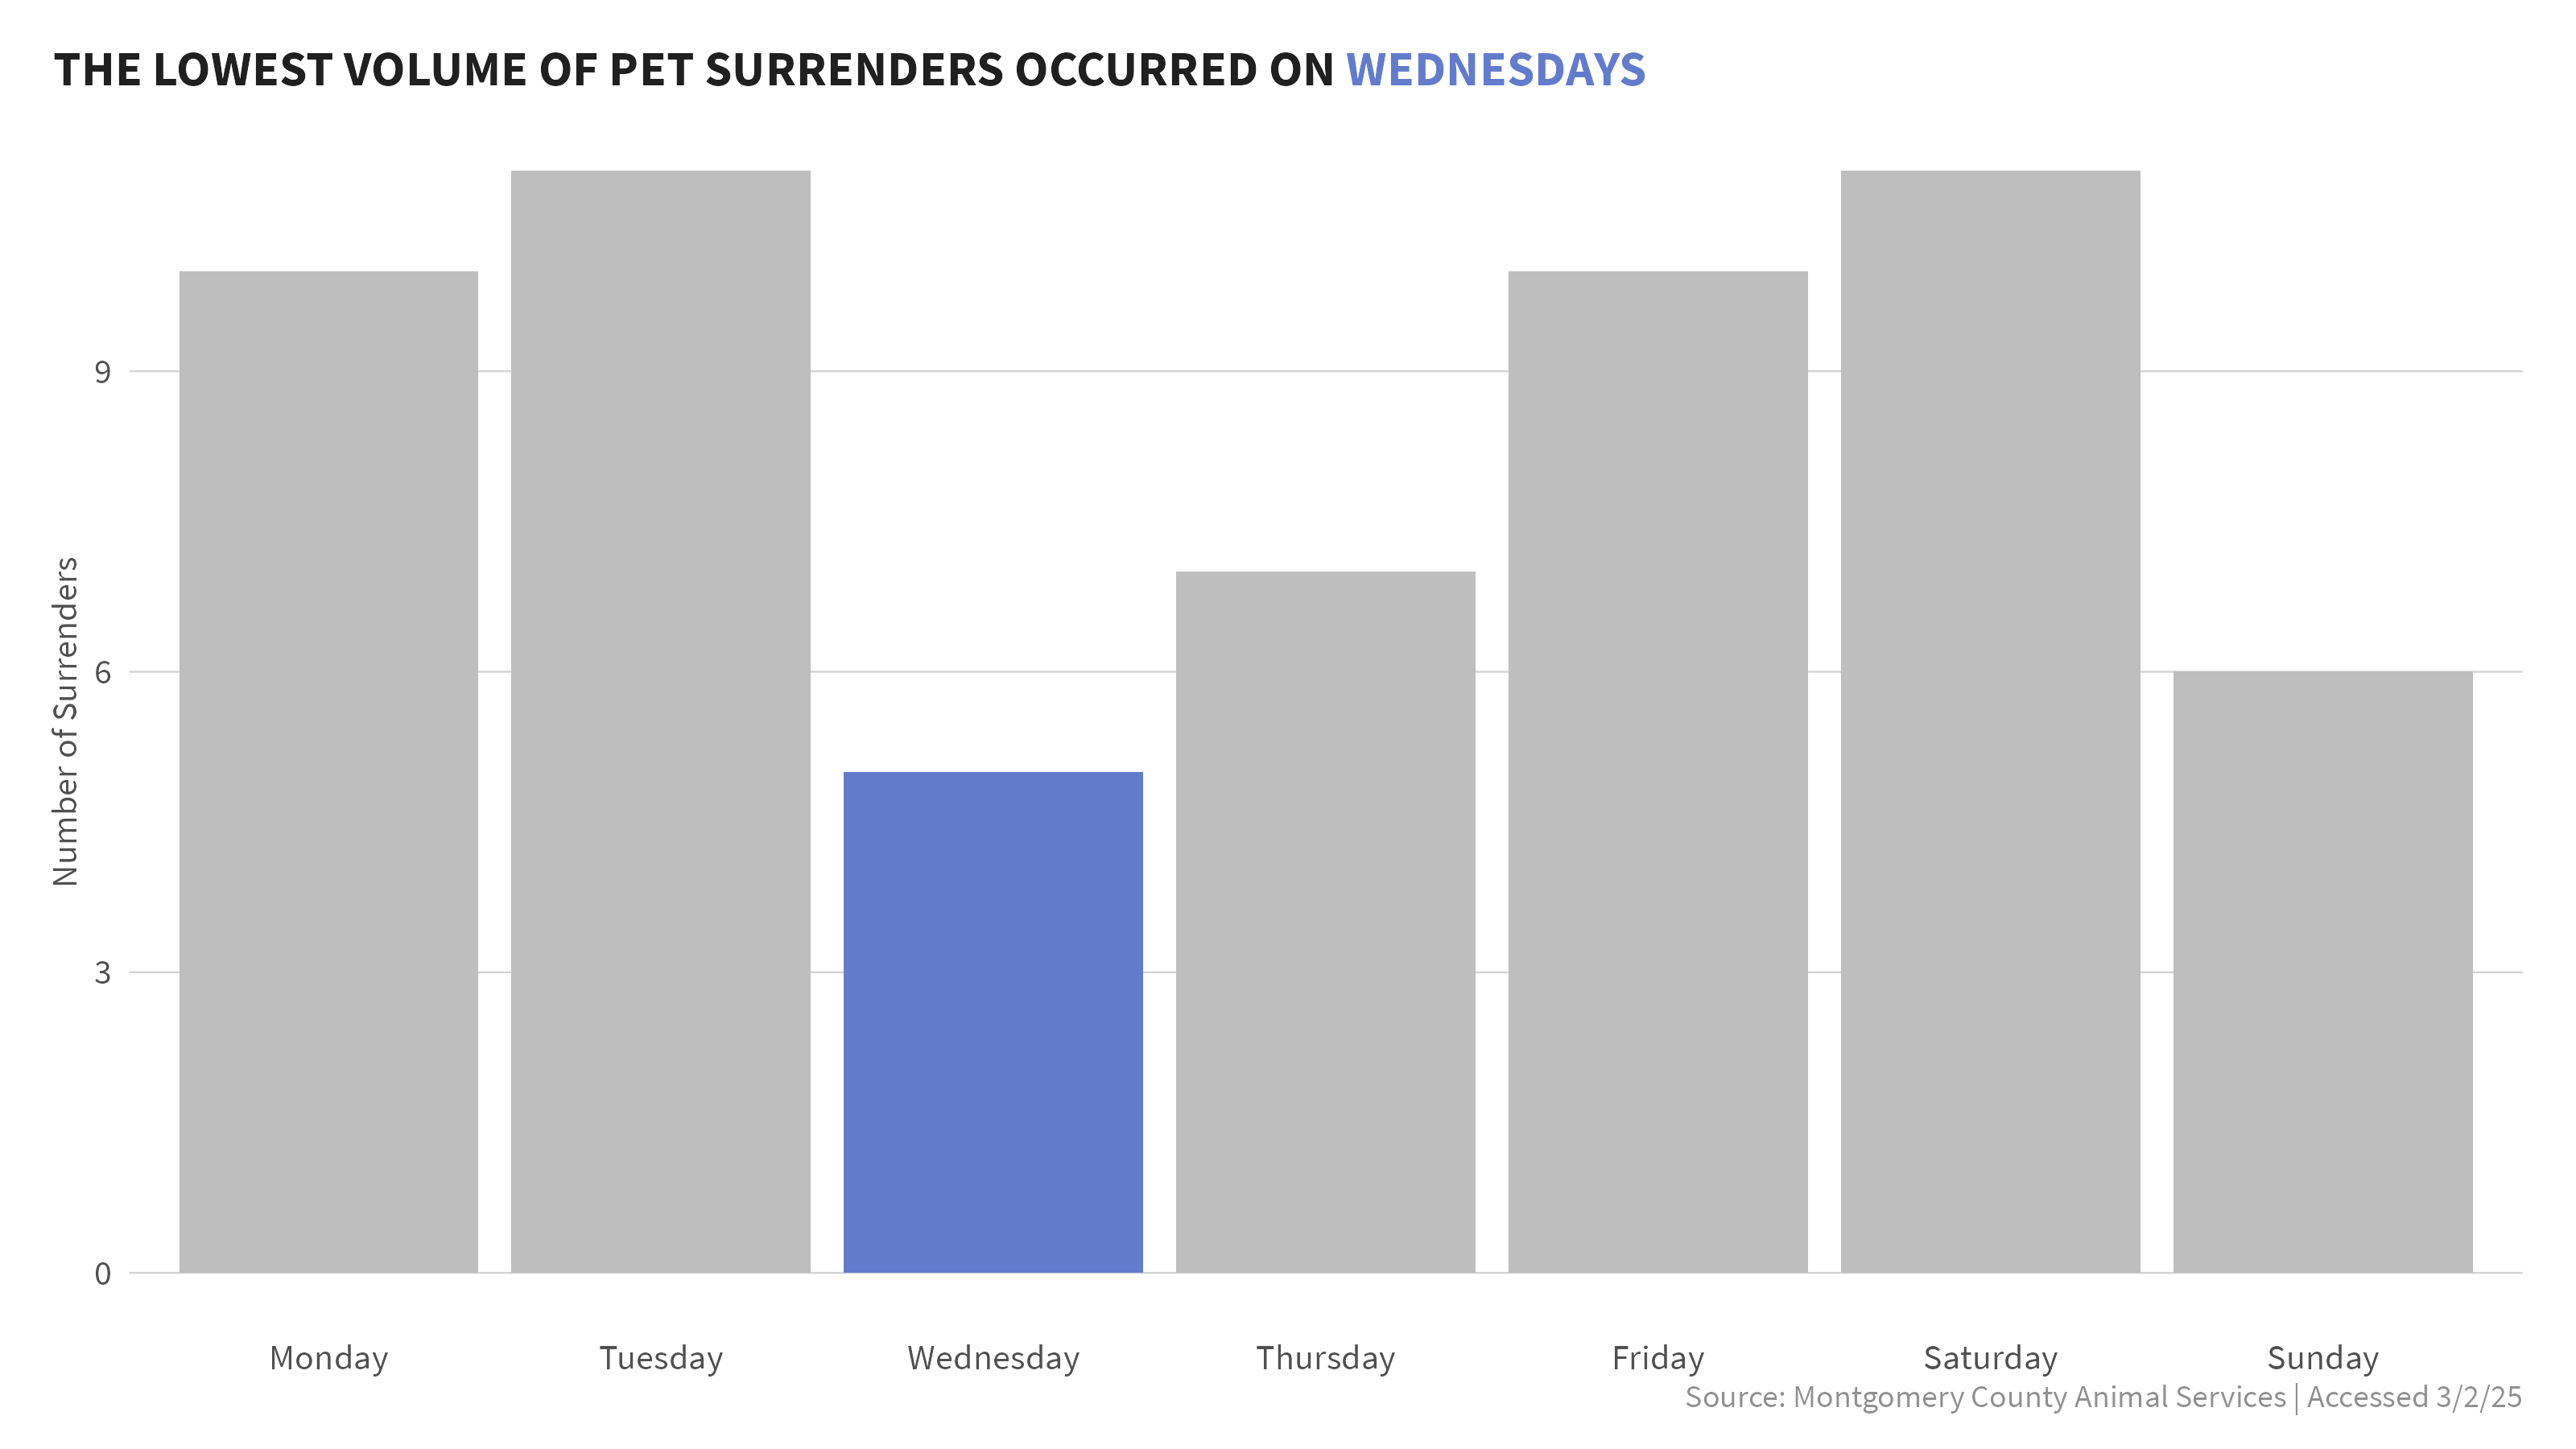 THE LOWEST VOLUME OF PET SURRENDERS OCCURRED ON WEDNESDAYS
Number of Surrenders
9
6
3
0
Monday Tuesday Wednesday Thursday Friday Saturday Sunday
Source: Montgomery County Animal Services | Accessed 3/2/25